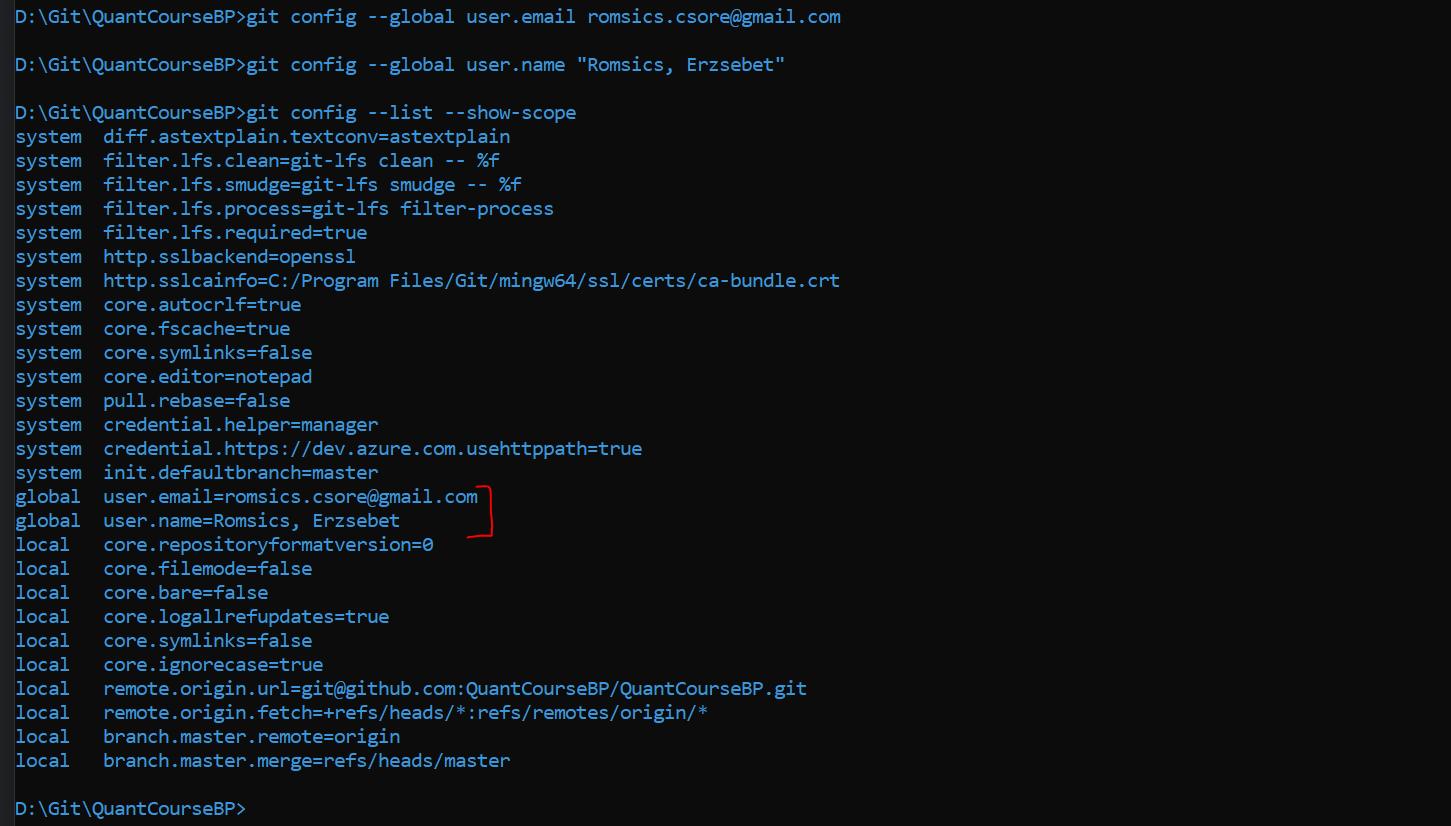 D:\Git\QuantCourseBP>git config --global user.email romsics.csore@gmail.com
D:\Git\QuantCourseBP>git config --global user.name "Romsics, Erzsebet"
D:\Git\QuantCourseBP>git config --list --show-scope
system  diff.astextplain.textconv=astextplain
system  filter.lfs.clean=git-lfs clean -- %f
system  filter.lfs.smudge=git-lfs smudge -- %f
system  filter.lfs.process=git-lfs filter-process
system  filter.lfs.required=true
system  http.sslbackend=openssl
system  http.sslcainfo=C:/Program Files/Git/mingw64/ssl/certs/ca-bundle.crt
system  core.autocrlf=true
system  core.fscache=true
system  core.symlinks=false
system  core.editor=notepad
system  pull.rebase=false
system  credential.helper=manager
system  credential.https://dev.azure.com.usehttppath=true
system  init.defaultbranch=master
global  user.email=romsics.csore@gmail.com
global  user.name=Romsics, Erzsebet
local   core.repositoryformatversion=0
local   core.filemode=false
local   core.bare=false
local   core.logallrefupdates=true
local   core.symlinks=false
local   core.ignorecase=true
local   remote.origin.url=git@github.com:QuantCourseBP/QuantCourseBP.git
local   remote.origin.fetch=+refs/heads/*:refs/remotes/origin/*
local   branch.master.remote=origin
local   branch.master.merge=refs/heads/master
D:\Git\QuantCourseBP>